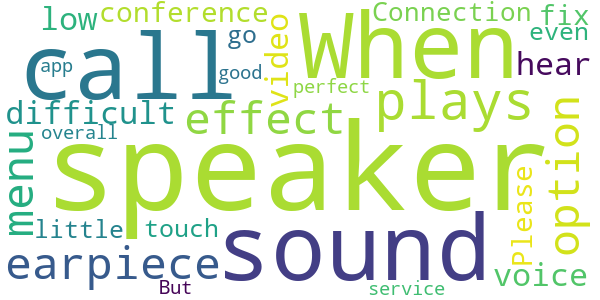 low conference Connection fix
call go When even
app good video hear
perfect
difficult effect plays
overall
menu speaker option
Please
little touch sound
earpiece voice
But service